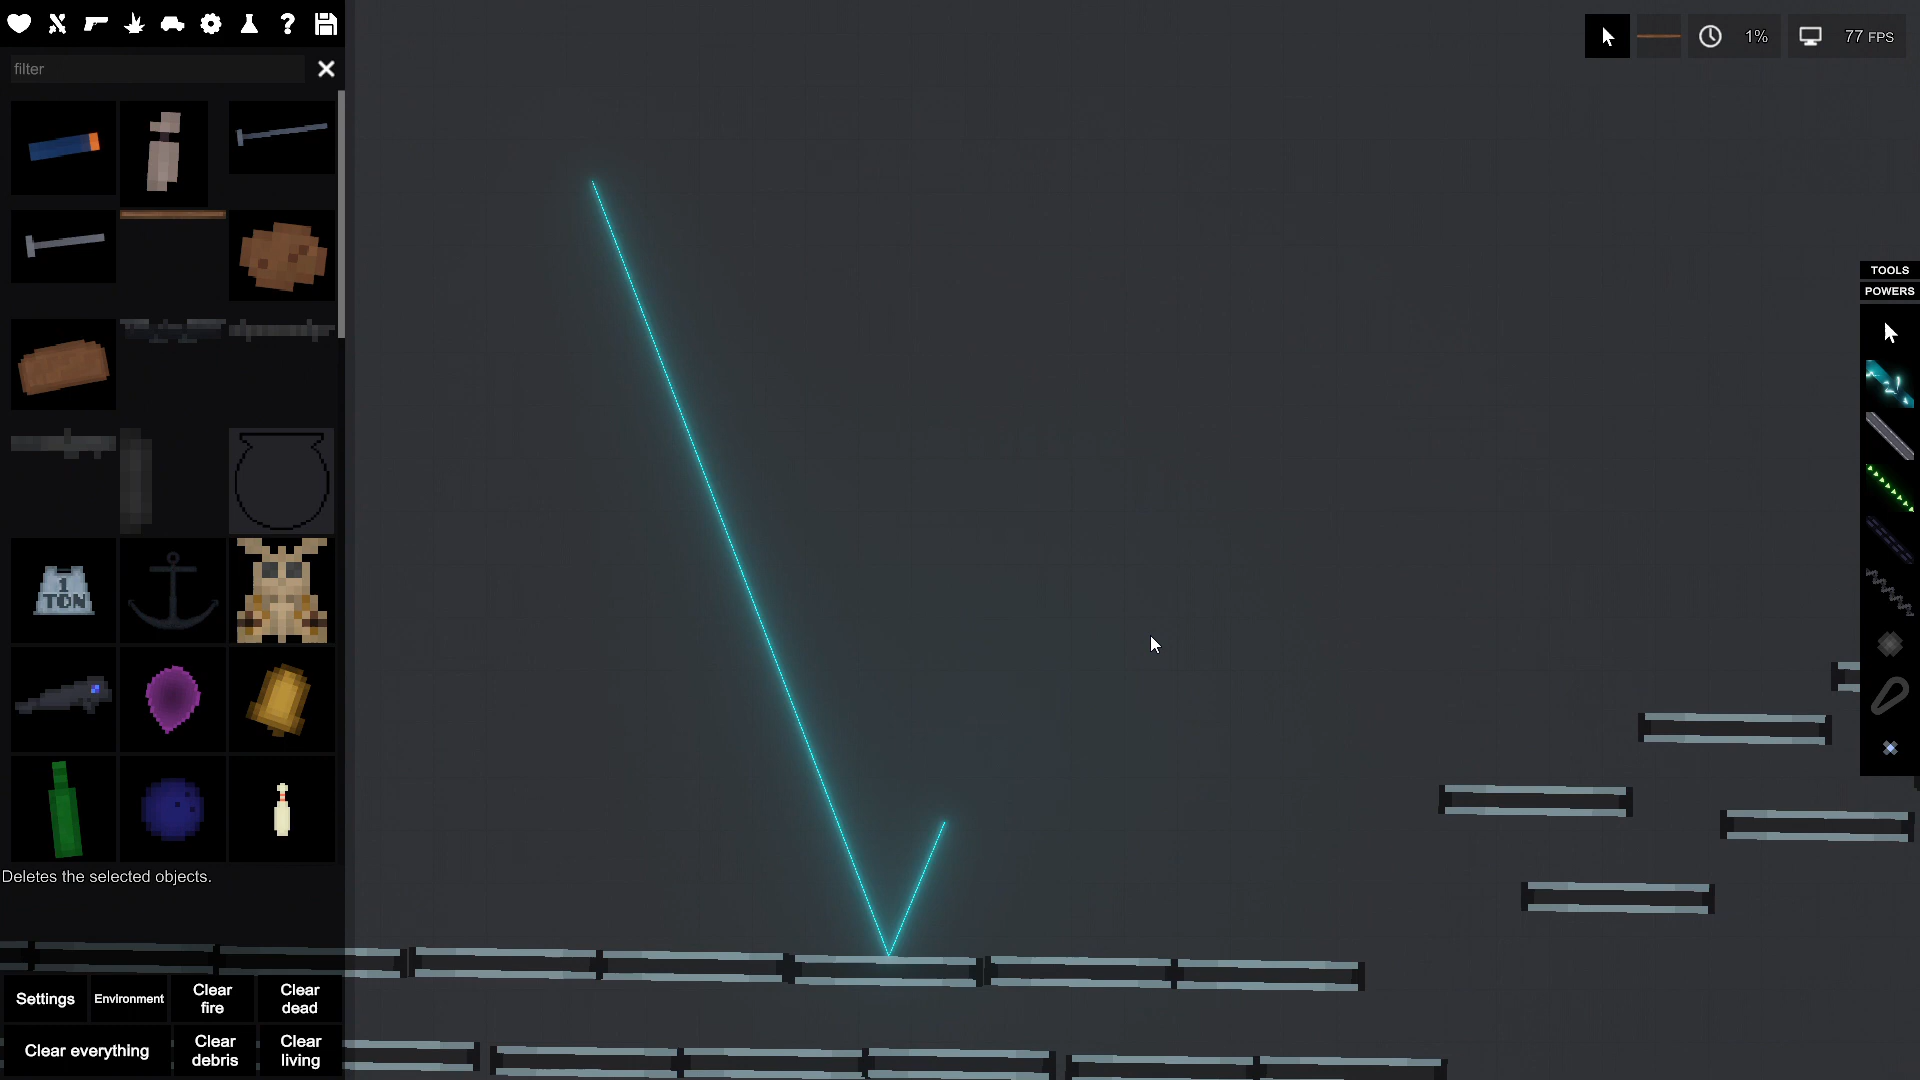 ?
filter
1%
77 FPS
TOOLS
POWERS
1
TON
Deletes the selected objects.
Settings
Environment
Clear
fire
Clear
dead
Clear everything
Clear
debris
Clear
living